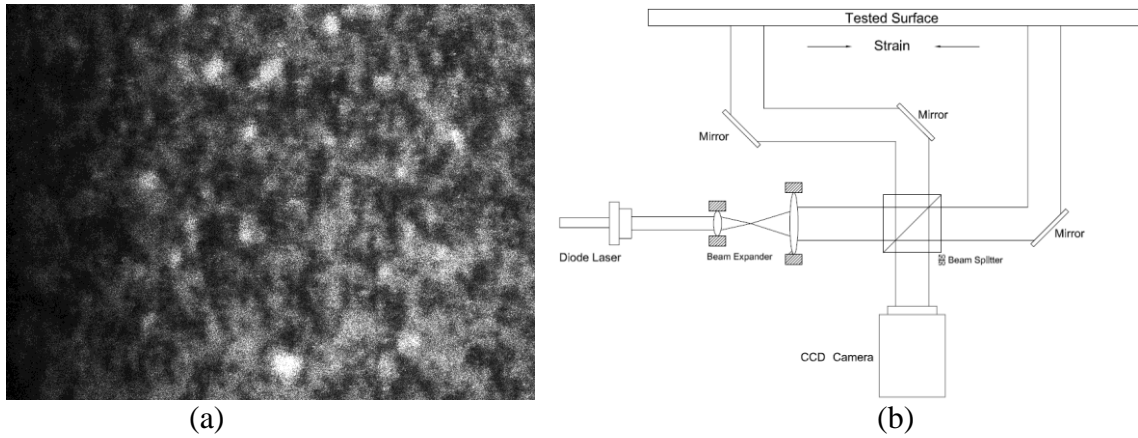 Tested Surface
Strain
Mirror
Mirror
Mirror
Diode Laser
Beam Expander
Beam Splitter
CCD Camera
(a)
(b)